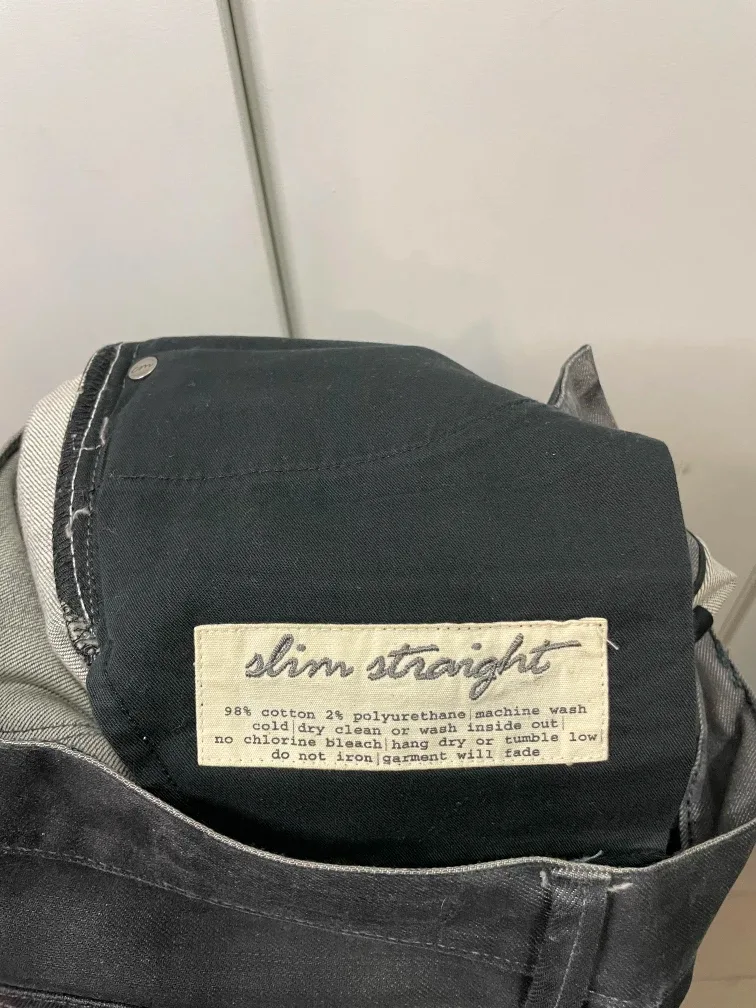 slim straight
98% cotton 2% polyurethane|machine wash
cold|dry clean or wash inside out|
no chlorine bleach|hang dry or tumble low
do not iron|garment will fade